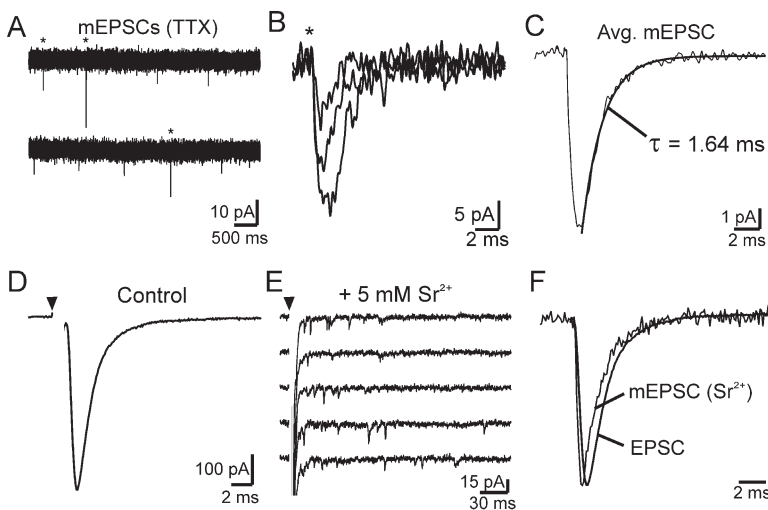 A
mEPSCs (TTX)
*
*
*
10 pA
500 ms
B
*
5 pA
2 ms
C
Avg. mEPSC
τ = 1.64 ms
1 pA
2 ms
D
Control
100 pA
2 ms
E
+ 5 mM Sr²⁺
15 pA
30 ms
F
mEPSC (Sr²⁺)
EPSC
2 ms